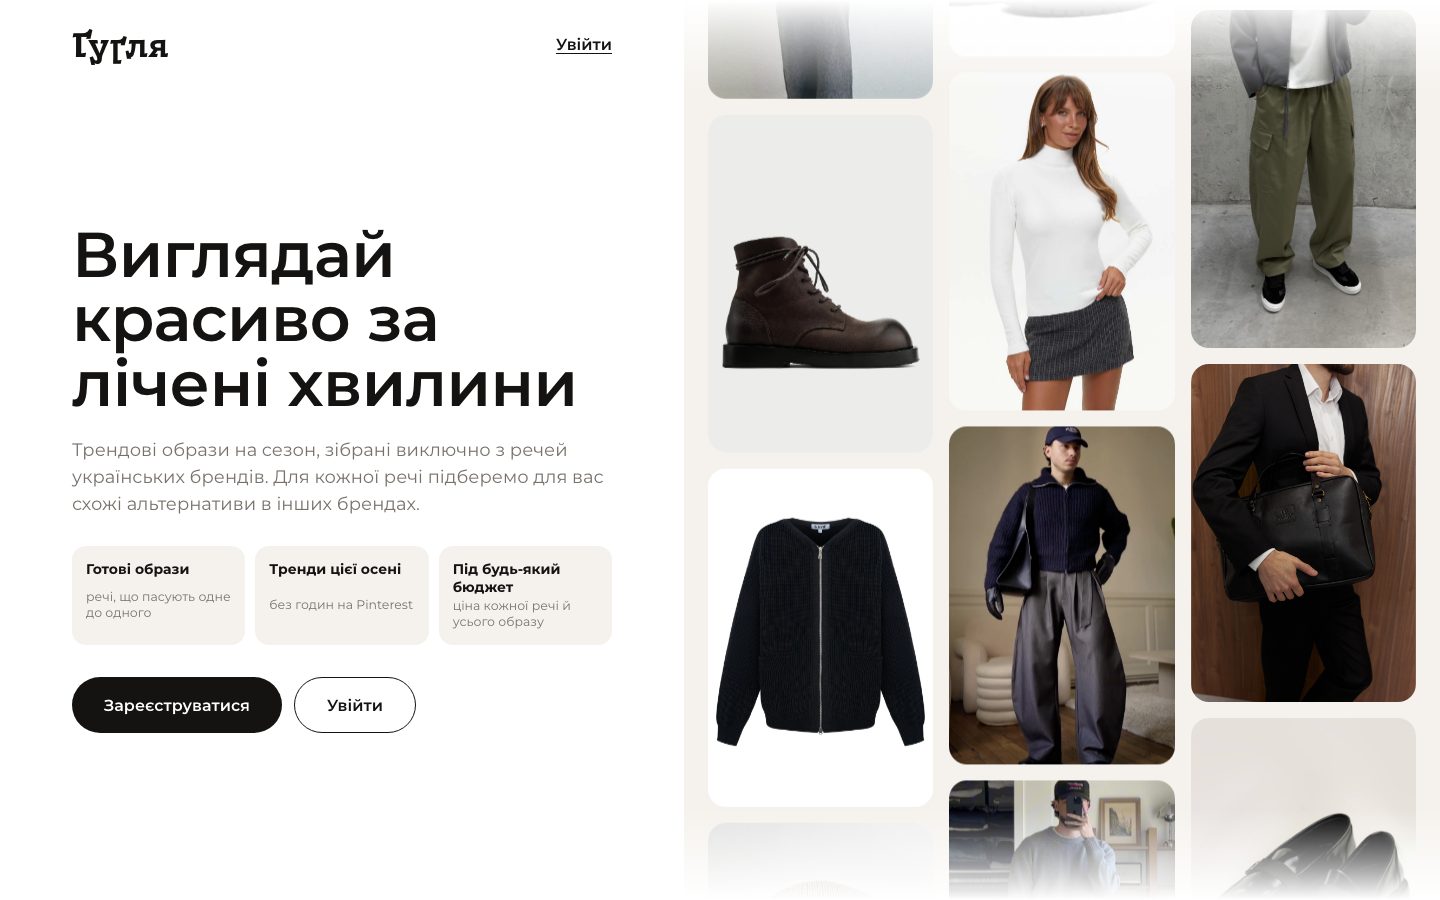 Ґуґля
Увійти
Виглядай
красиво за
лічені хвилини
Трендові образи на сезон, зібрані виключно з речей
українських брендів. Для кожної речі підберемо для вас
схожі альтернативи в інших брендах.
Готові образи
речі, що пасують одне
до одного
Тренди цієї осені
без годин на Pinterest
Під будь-який
бюджет
ціна кожної речі й
усього образу
Зареєструватися
Увійти